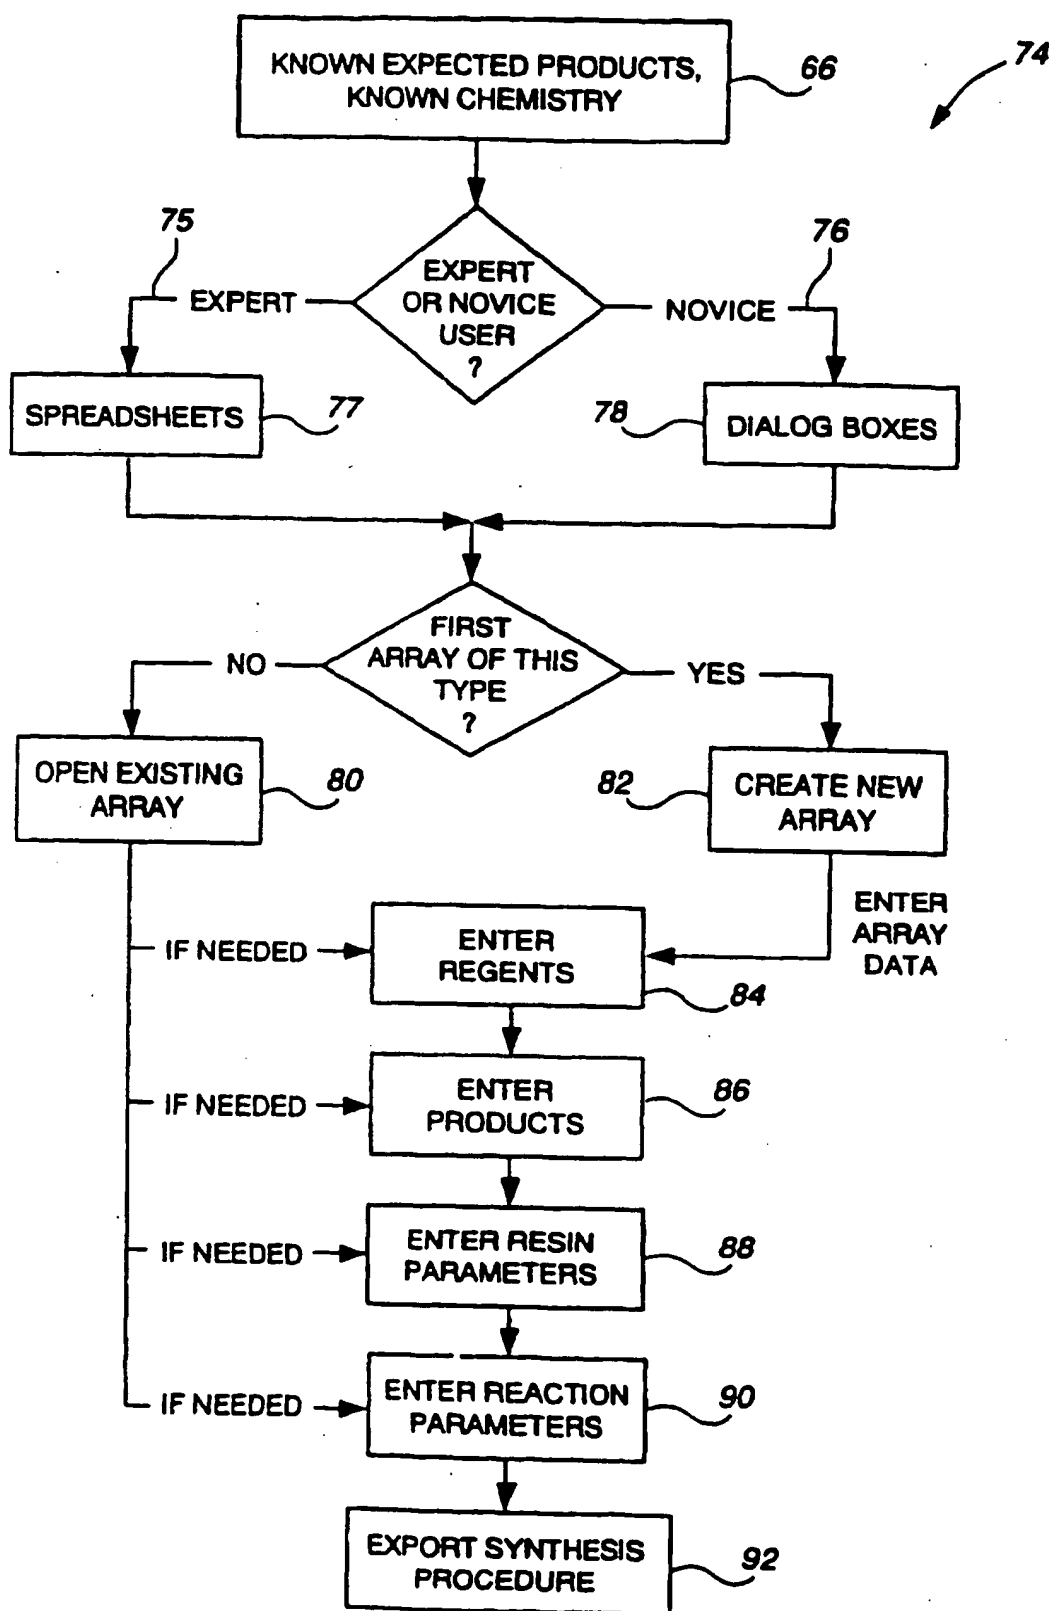 KNOWN EXPECTED PRODUCTS,
KNOWN CHEMISTRY
66
74
75
76
EXPERT
EXPERT
OR NOVICE
USER
?
NOVICE
SPREADSHEETS
77
78
DIALOG BOXES
FIRST
ARRAY OF THIS
TYPE
?
NO
YES
OPEN EXISTING
ARRAY
80
82
CREATE NEW
ARRAY
ENTER
ARRAY
DATA
IF NEEDED
ENTER
REGENTS
84
IF NEEDED
ENTER
PRODUCTS
86
IF NEEDED
ENTER RESIN
PARAMETERS
88
IF NEEDED
ENTER REACTION
PARAMETERS
90
EXPORT SYNTHESIS
PROCEDURE
92